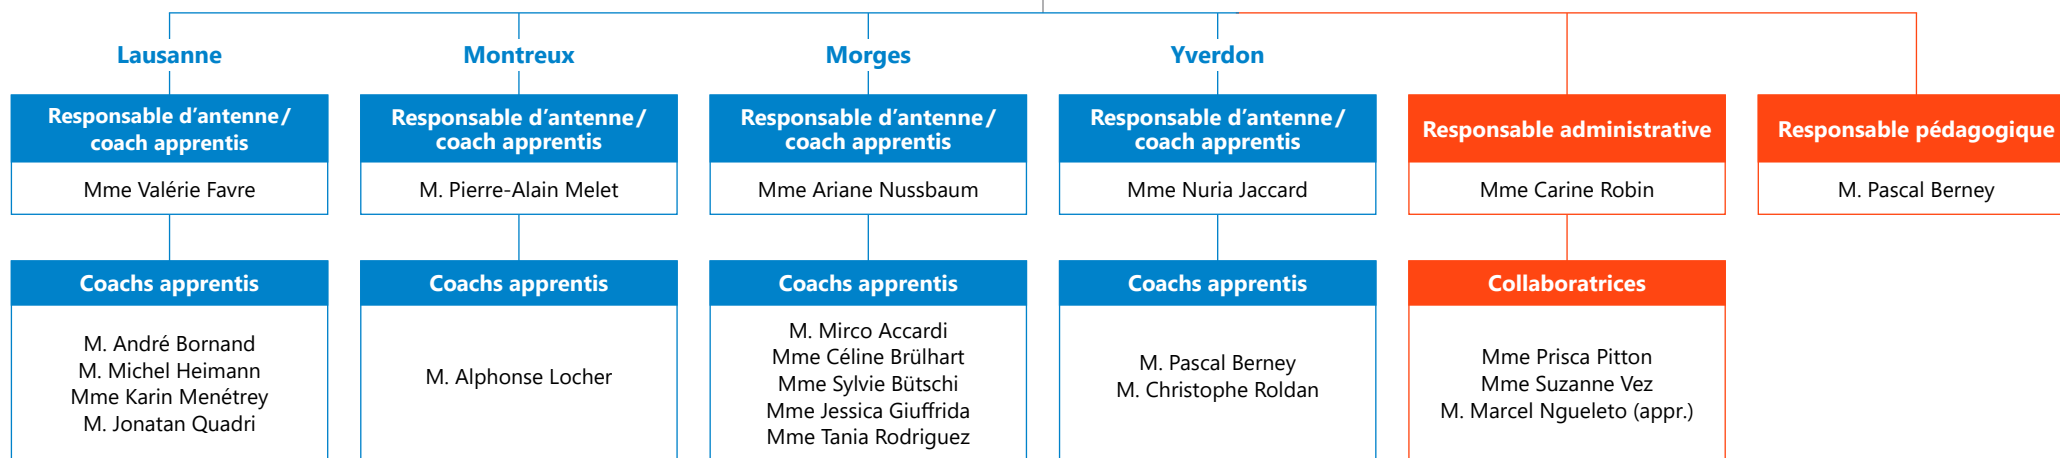 Lausanne
Montreux
Morges
Yverdon
Responsable d'antenne/
coach apprentis
Mme Valérie Favre
Responsable d'antenne/
coach apprentis
M. Pierre-Alain Melet
Responsable d'antenne/
coach apprentis
Mme Ariane Nussbaum
Responsable d'antenne/
coach apprentis
Mme Nuria Jaccard
Responsable administrative
Mme Carine Robin
Responsable pédagogique
M. Pascal Berney
Coachs apprentis
M. André Bornand
M. Michel Heimann
Mme Karin Menétrey
M. Jonatan Quadri
Coachs apprentis
M. Alphonse Locher
Coachs apprentis
M. Mirco Accardi
Mme Céline Brülhart
Mme Sylvie Bütschi
Mme Jessica Giuffrida
Mme Tania Rodriguez
Coachs apprentis
M. Pascal Berney
M. Christophe Roldan
Collaboratrices
Mme Prisca Pitton
Mme Suzanne Vez
M. Marcel Ngueleto (appr.)